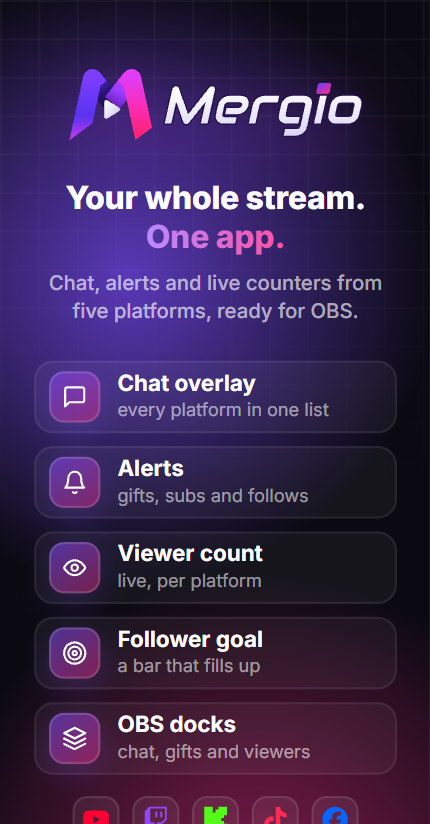 Mergio
Your whole stream.
One app.
Chat, alerts and live counters from
five platforms, ready for OBS.
Chat overlay
every platform in one list
Alerts
gifts, subs and follows
Viewer count
live, per platform
Follower goal
a bar that fills up
OBS docks
chat, gifts and viewers